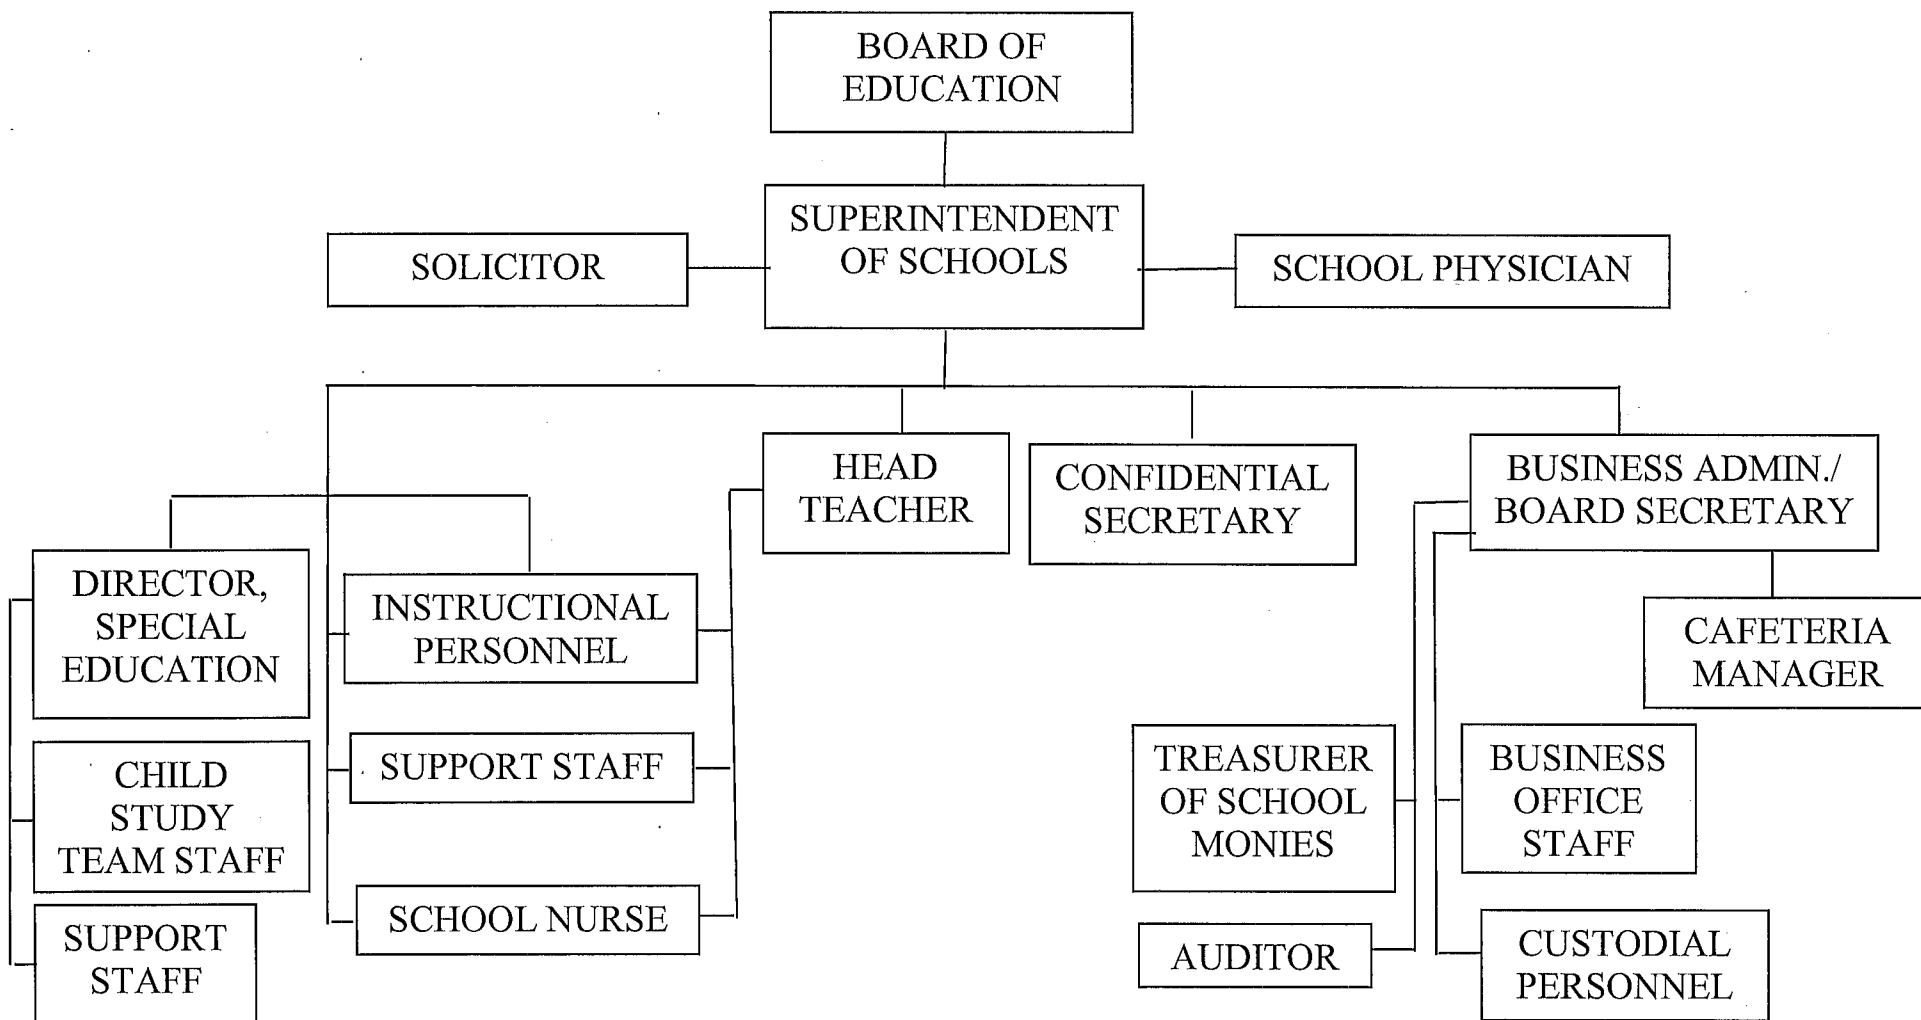 BOARD OF
EDUCATION
SUPERINTENDENT
OF SCHOOLS
SOLICITOR
SCHOOL PHYSICIAN
HEAD
TEACHER
CONFIDENTIAL
SECRETARY
BUSINESS ADMIN./
BOARD SECRETARY
DIRECTOR,
SPECIAL
EDUCATION
INSTRUCTIONAL
PERSONNEL
CAFETERIA
MANAGER
CHILD
STUDY
TEAM STAFF
SUPPORT STAFF
TREASURER
OF SCHOOL
MONIES
BUSINESS
OFFICE
STAFF
SUPPORT
STAFF
SCHOOL NURSE
AUDITOR
CUSTODIAL
PERSONNEL